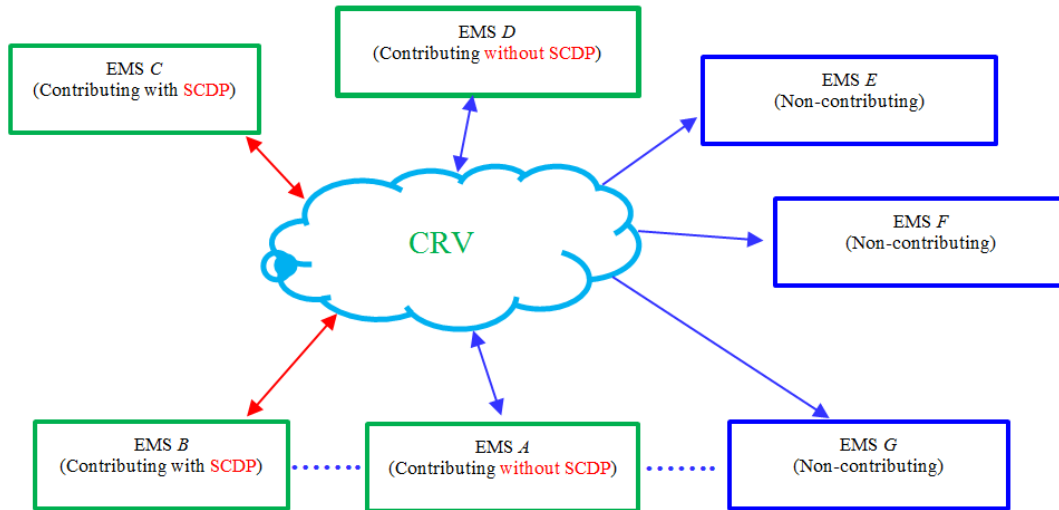 EMS D
(Contributing without SCDP)
EMS C
(Contributing with SCDP)
EMS E
(Non-contributing)
EMS F
(Non-contributing)
CRV
EMS B
(Contributing with SCDP)
EMS A
(Contributing without SCDP)
EMS G
(Non-contributing)